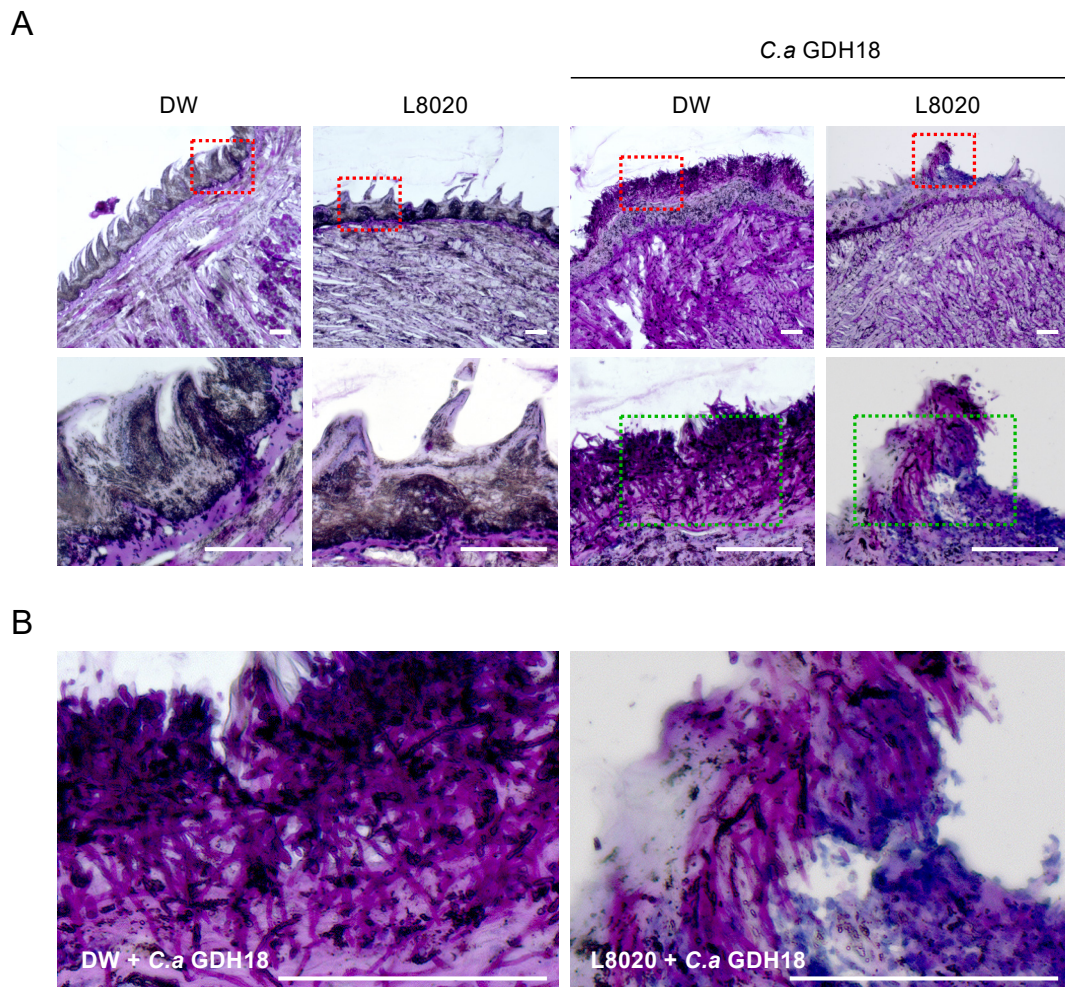 A
C.a GDH18
DW
L8020
DW
L8020
B
DW + C.a GDH18
L8020 + C.a GDH18